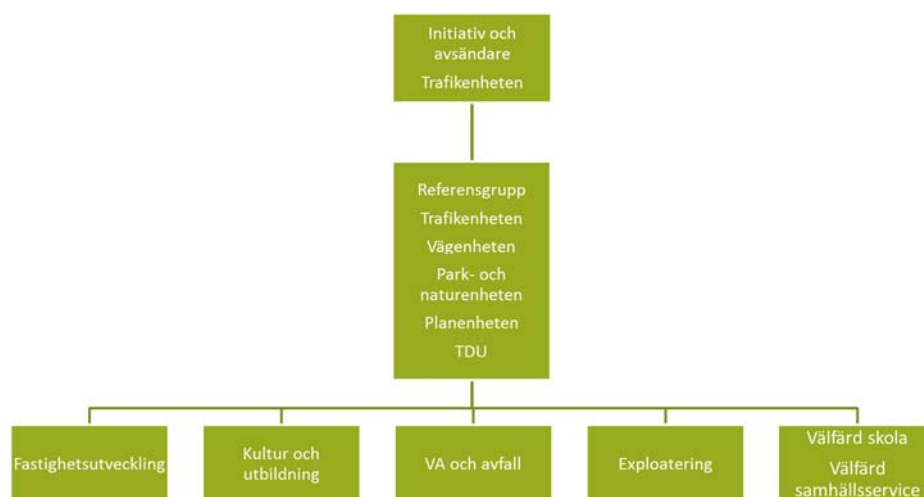 Initiativ och
avsändare
Trafikenheten
Referensgrupp
Trafikenheten
Vägenheten
Park- och
naturenheten
Planenheten
TDU
Fastighetsutveckling
Kultur och
utbildning
VA och avfall
Exploatering
Välfärd skola
Välfärd
samhällsservice